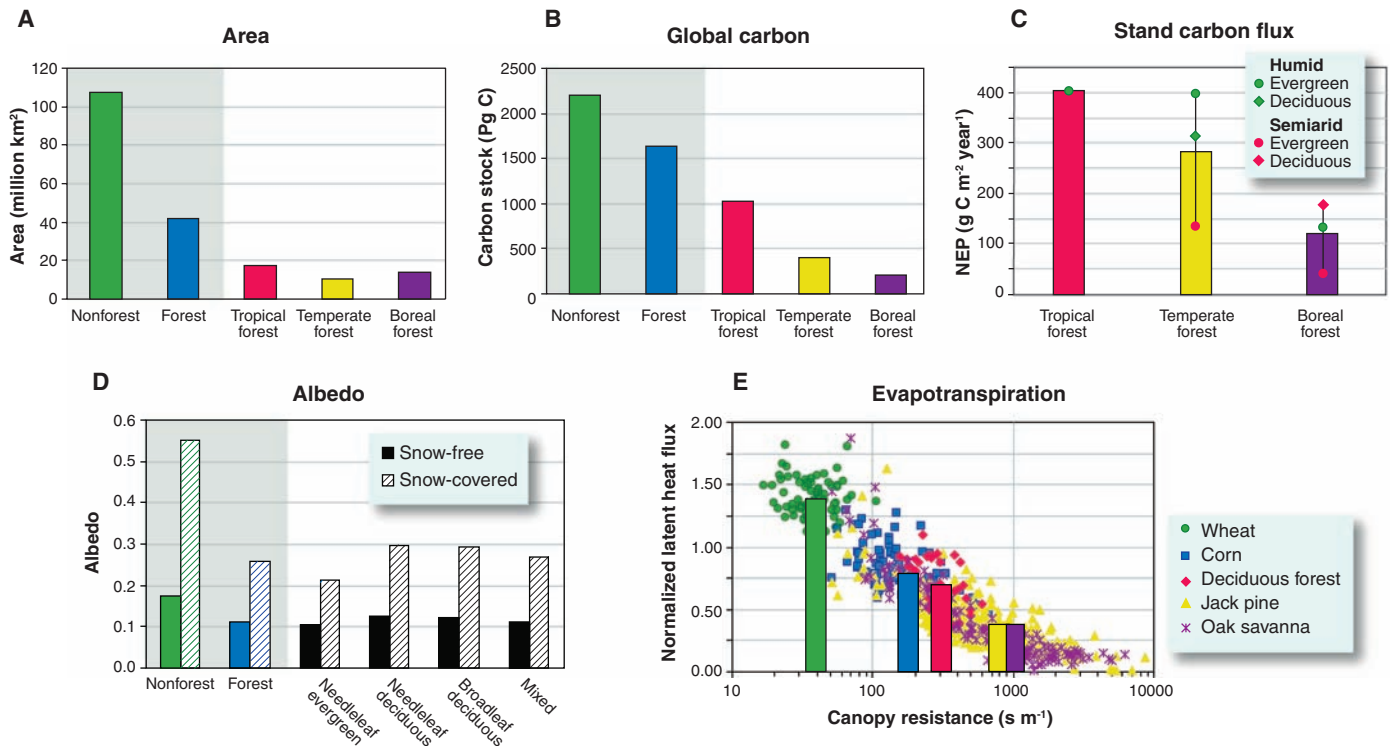 A
Area
Area (million km²)
120
100
80
60
40
20
0
Nonforest
Forest
Tropical
forest
Temperate
forest
Boreal
forest
B
Global carbon
Carbon stock (Pg C)
2500
2000
1500
1000
500
0
Nonforest
Forest
Tropical
forest
Temperate
forest
Boreal
forest
C
Stand carbon flux
NEP (g C m⁻² year¹)
400
300
200
100
0
Humid
Evergreen
Deciduous
Semiarid
Evergreen
Deciduous
Tropical
forest
Temperate
forest
Boreal
forest
D
Albedo
Albedo
0.6
0.5
0.4
0.3
0.2
0.1
0.0
Snow-free
Snow-covered
Nonforest
Forest
Needleleaf
evergreen
Needleleaf
deciduous
Broadleaf
deciduous
Mixed
E
Evapotranspiration
Normalized latent heat flux
2.00
1.50
1.00
0.50
0.00
10
100
1000
10000
Canopy resistance (s m⁻¹)
Wheat
Corn
Deciduous forest
Jack pine
Oak savanna